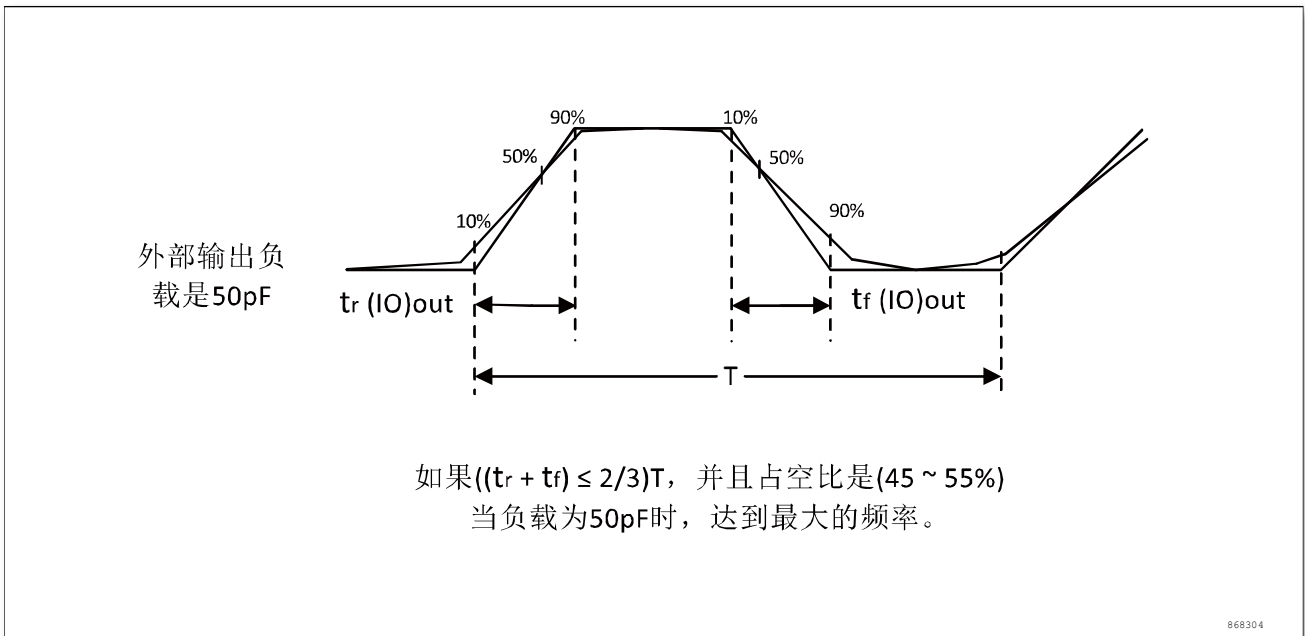 90%
10%
50%
50%
10%
90%
外部输出负
载是50pF
tr (IO)out
tf (IO)out
T
如果((tr + tf) ≤ 2/3)T，并且占空比是(45 ~ 55%)
当负载为50pF时，达到最大的频率。
868304